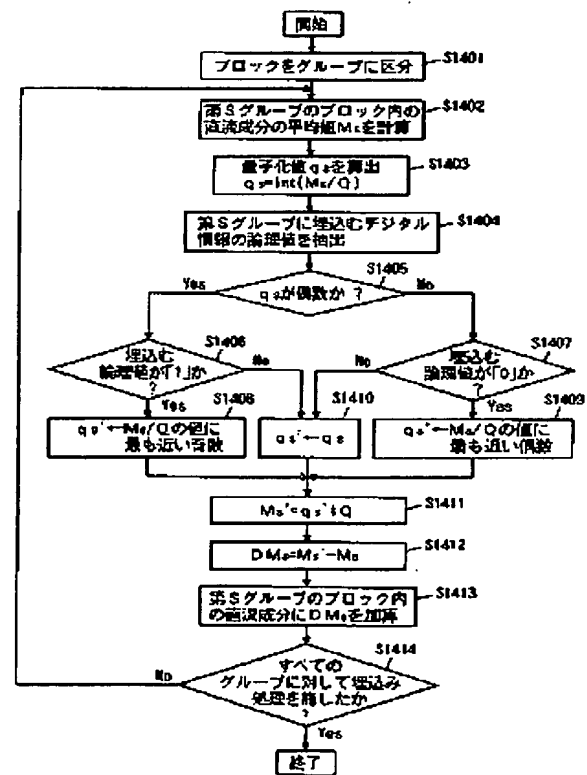 開始
ブロックをグループに区分
S1401
第Sグループのブロック内の
直流成分の平均値Msを計算
S1402
量子化値qsを算出
qs=int(Ms/Q)
S1403
第Sグループに埋込むデジタル
情報の論理値を抽出
S1404
qsが偶数か ?
S1405
Yes
No
埋込む
論理値が「1」か
?
S1406
No
Yes
埋込む
論理値が「0」か
?
S1407
No
Yes
qs'←Ms/Qの値に
最も近い奇数
S1408
qs'←qs
S1410
qs'←Ms/Qの値に
最も近い偶数
S1409
Ms'=qs'*Q
S1411
DMs=Ms'-Ms
S1412
第Sグループのブロック内
の直流成分にDMsを加算
S1413
すべての
グループに対して埋込み
処理を施したか
?
S1414
No
Yes
終了